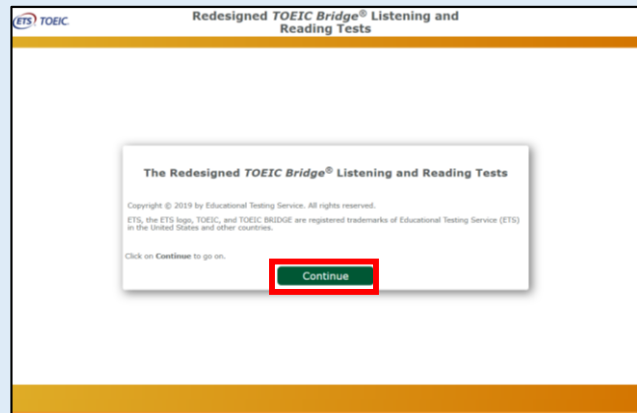 ETS TOEIC
Redesigned TOEIC Bridge® Listening and
Reading Tests
The Redesigned TOEIC Bridge® Listening and Reading Tests
Copyright © 2019 by Educational Testing Service. All rights reserved.
ETS, the ETS logo, TOEIC, and TOEIC BRIDGE are registered trademarks of Educational Testing Service (ETS)
in the United States and other countries.
Click on Continue to go on.
Continue